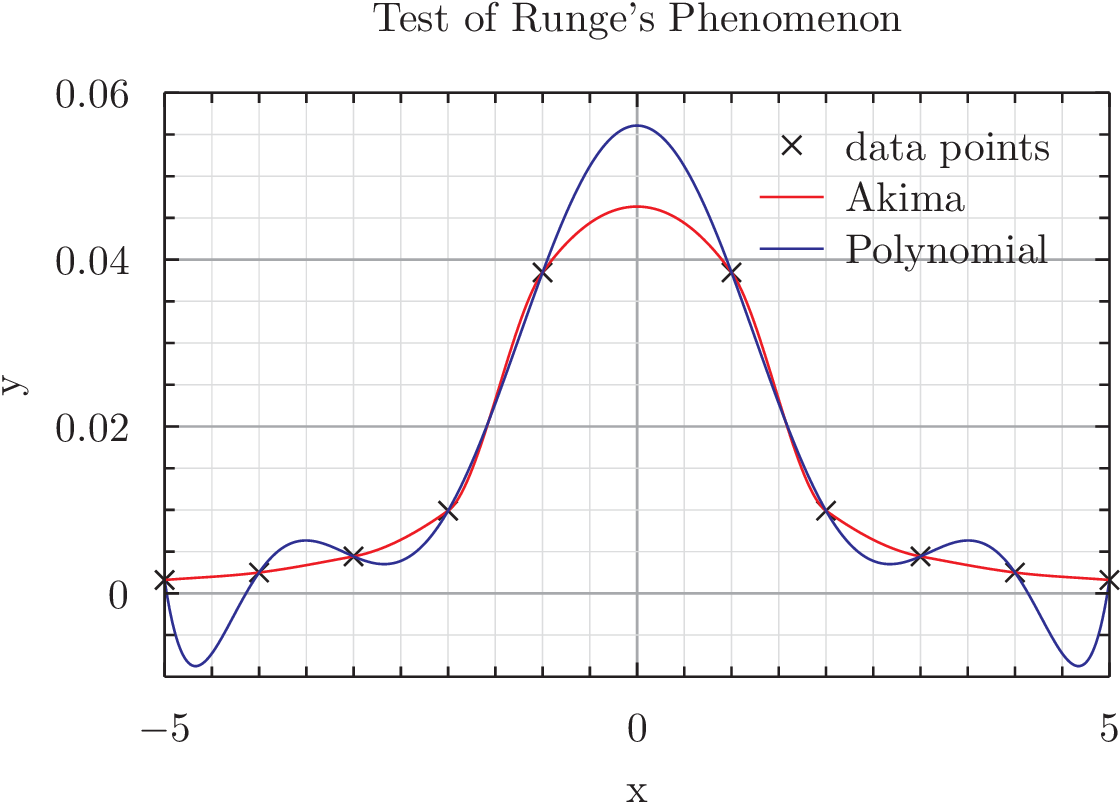 Test of Runge's Phenomenon
0.06
data points
Akima
0.04
Polynomial
y
0.02
0
−5
0
5
x